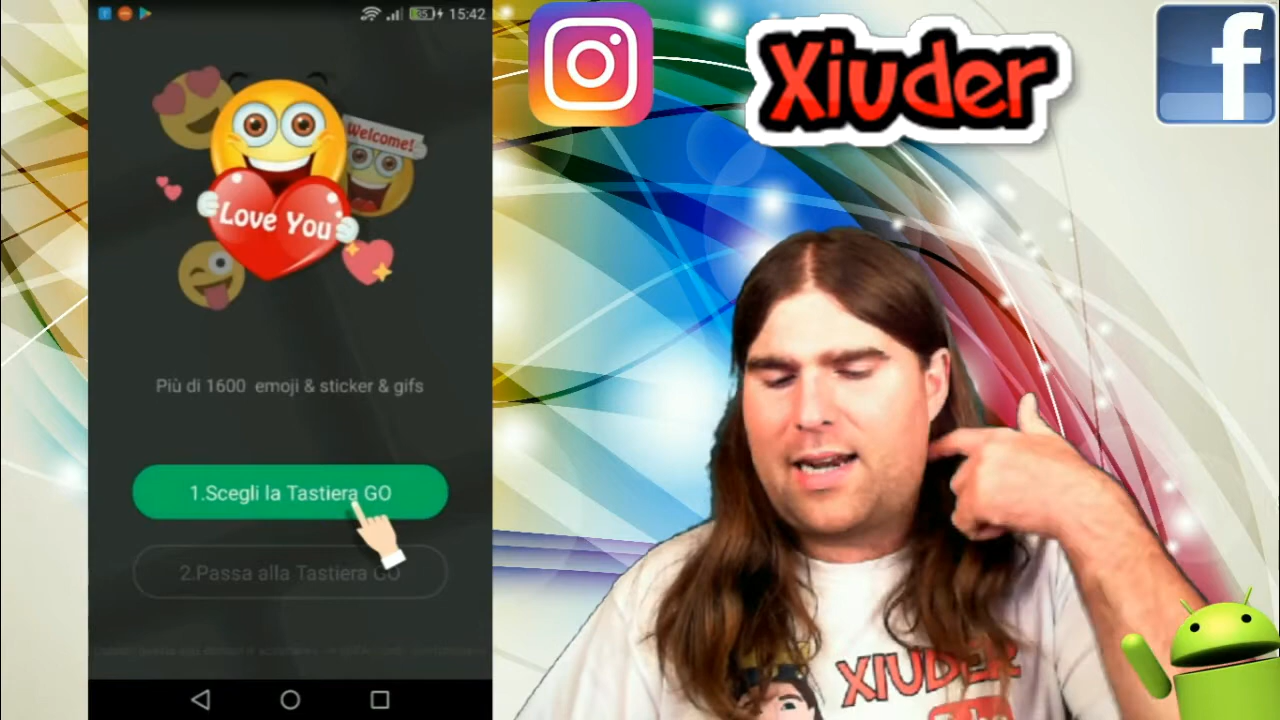 15:42
Welcome!
Love You
Più di 1600 emoji & sticker & gifs
1.Scegli la Tastiera GO
2.Passa alla Tastiera GO
Xiuder
f
XIUDER